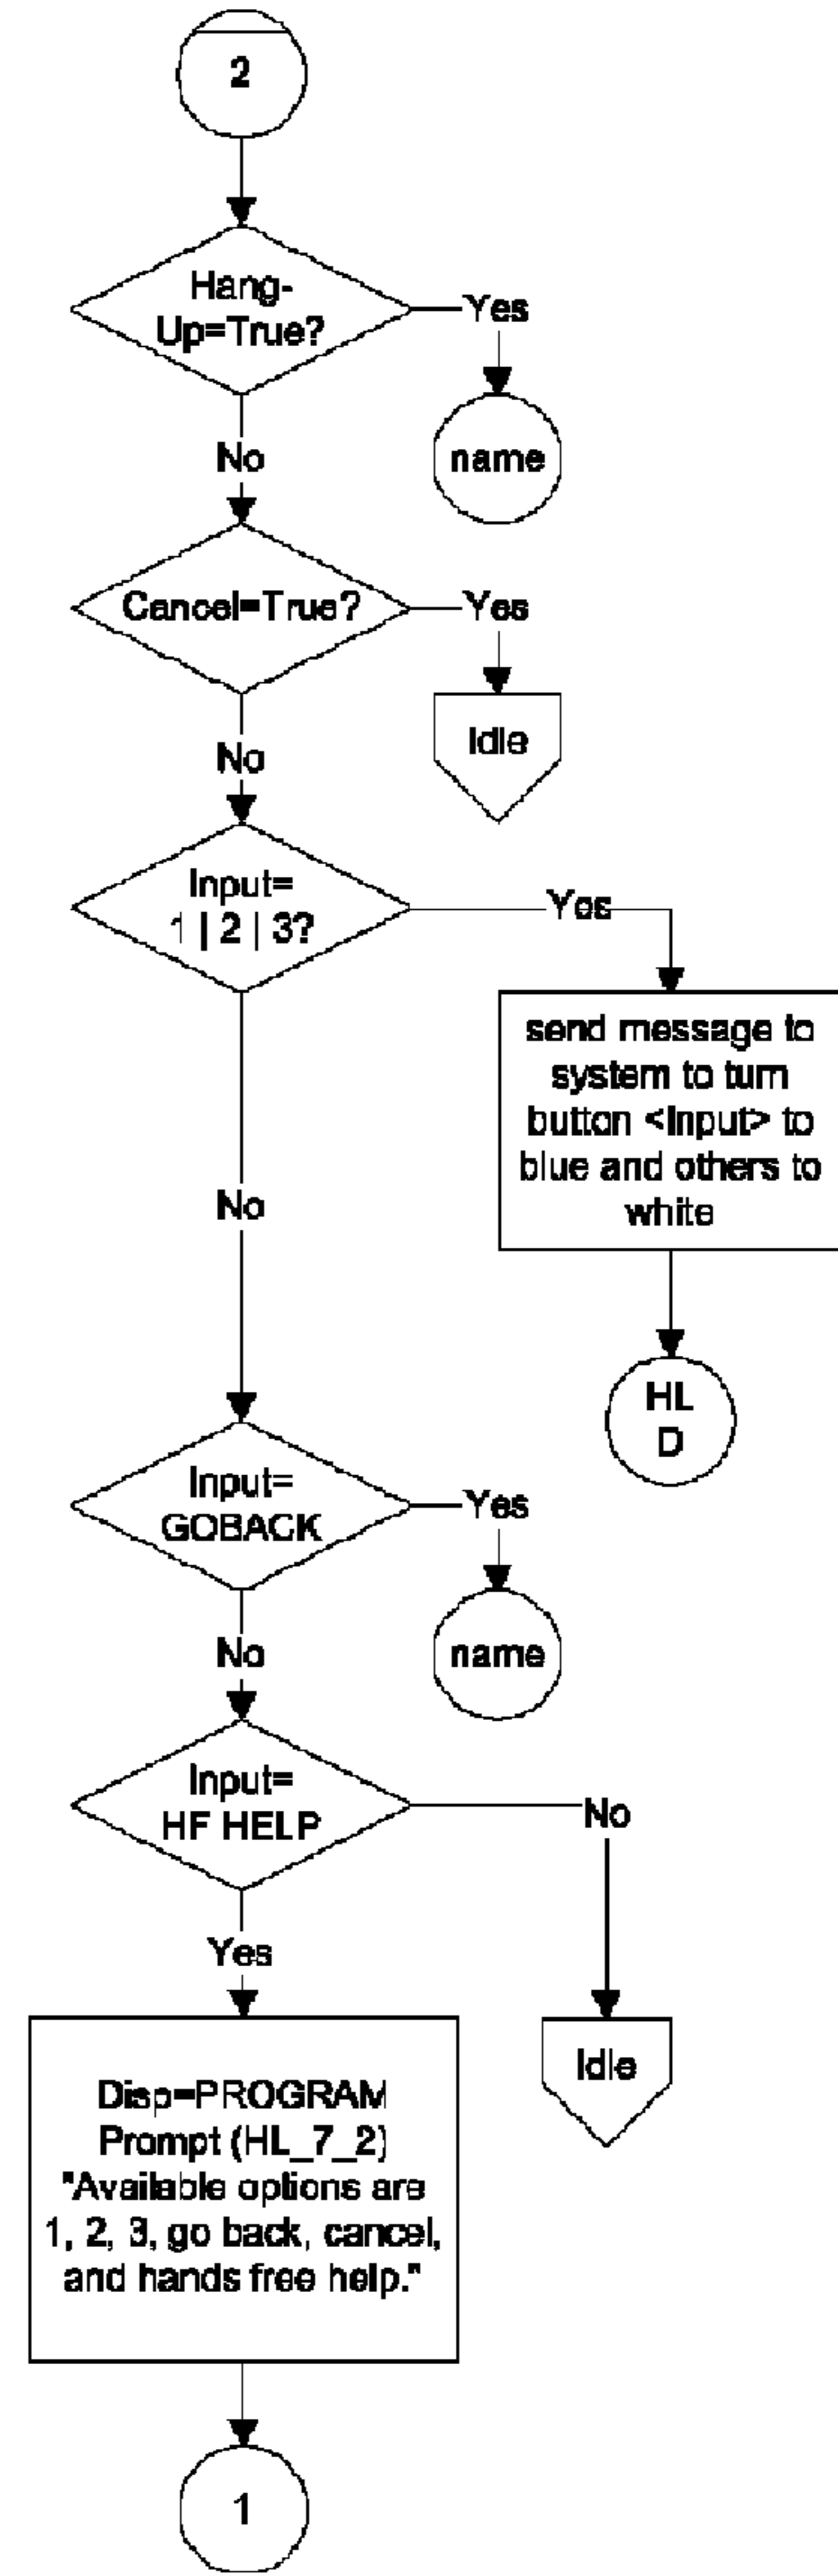 2
Hang-
Up=True?
Yes
name
No
Cancel=True?
Yes
Idle
No
Input=
1 | 2 | 3?
Yes
send message to
system to turn
button <Input> to
blue and others to
white
HL
D
No
Input=
GOBACK
Yes
name
No
Input=
HF HELP
No
Idle
Yes
Disp=PROGRAM
Prompt (HL_7_2)
"Available options are
1, 2, 3, go back, cancel,
and hands free help."
1